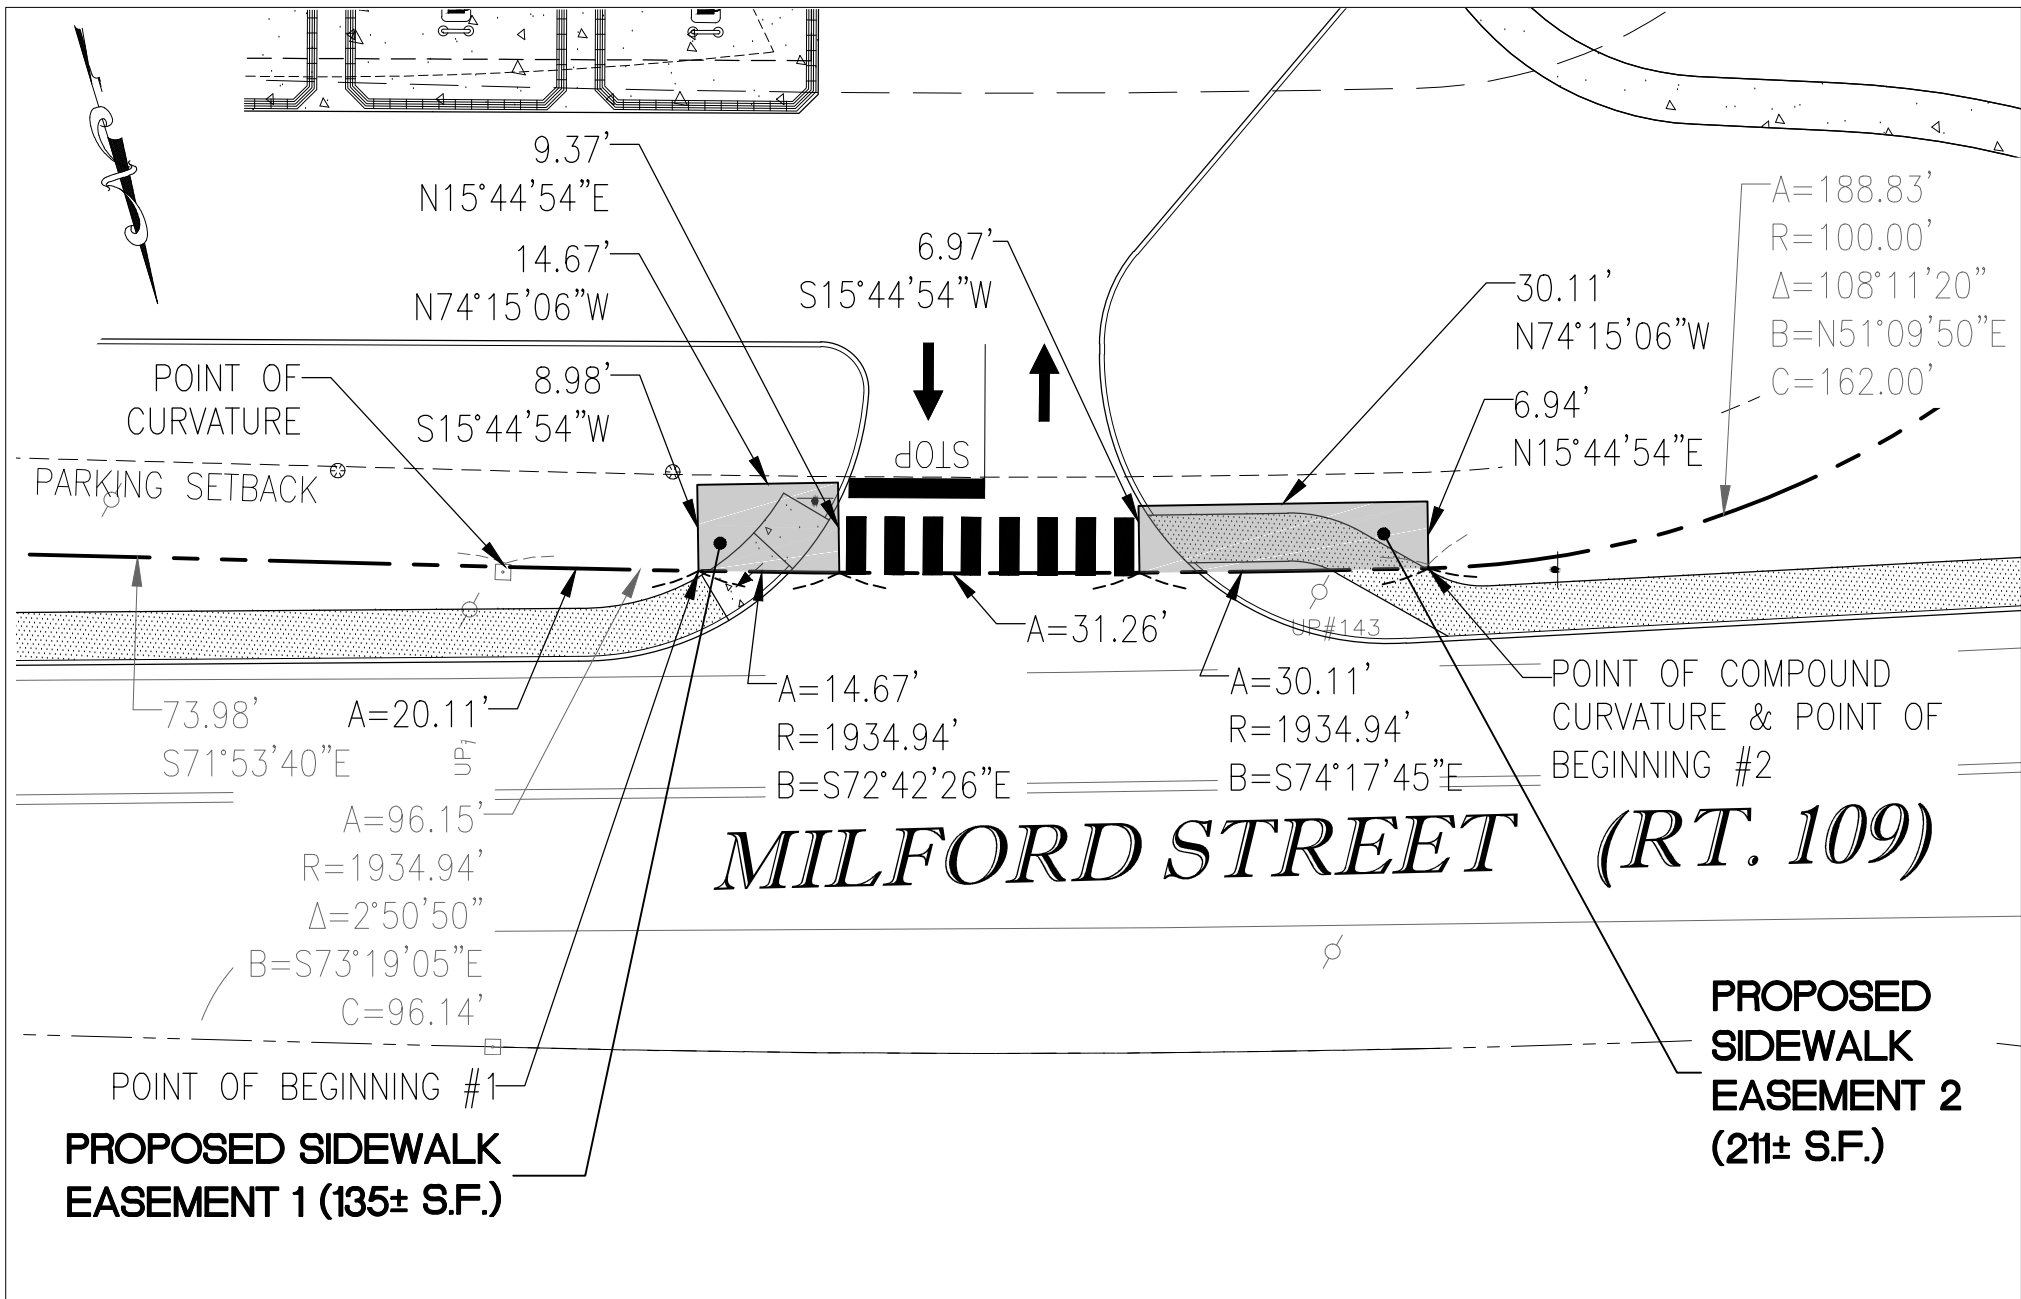 9.37'
N15°44'54"E
14.67'
N74°15'06"W
8.98'
S15°44'54"W
POINT OF
CURVATURE
PARKING SETBACK
6.97'
S15°44'54"W
STOP
30.11'
N74°15'06"W
6.94'
N15°44'54"E
A=188.83'
R=100.00'
Δ=108°11'20"
B=N51°09'50"E
C=162.00'
A=31.26'
UP#143
73.98'
S71°53'40"E
A=20.11'
UP
A=96.15'
R=1934.94'
Δ=2°50'50"
B=S73°19'05"E
C=96.14'
A=14.67'
R=1934.94'
B=S72°42'26"E
A=30.11'
R=1934.94'
B=S74°17'45"E
POINT OF COMPOUND
CURVATURE & POINT OF
BEGINNING #2
MILFORD STREET (RT. 109)
POINT OF BEGINNING #1
PROPOSED SIDEWALK
EASEMENT 1 (135± S.F.)
PROPOSED
SIDEWALK
EASEMENT 2
(211± S.F.)